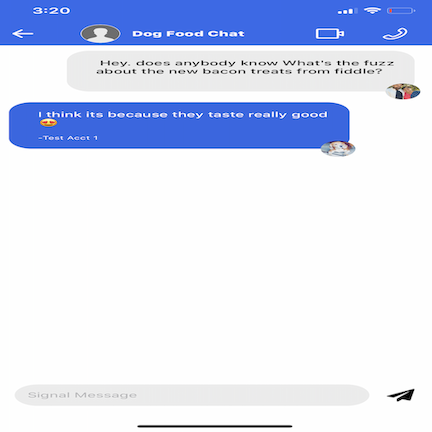 3:20
Dog Food Chat
Hey. does anybody know What's the fuzz
about the new bacon treats from fiddle?
I think its because they taste really good
😍
-Test Acct 1
Signal Message